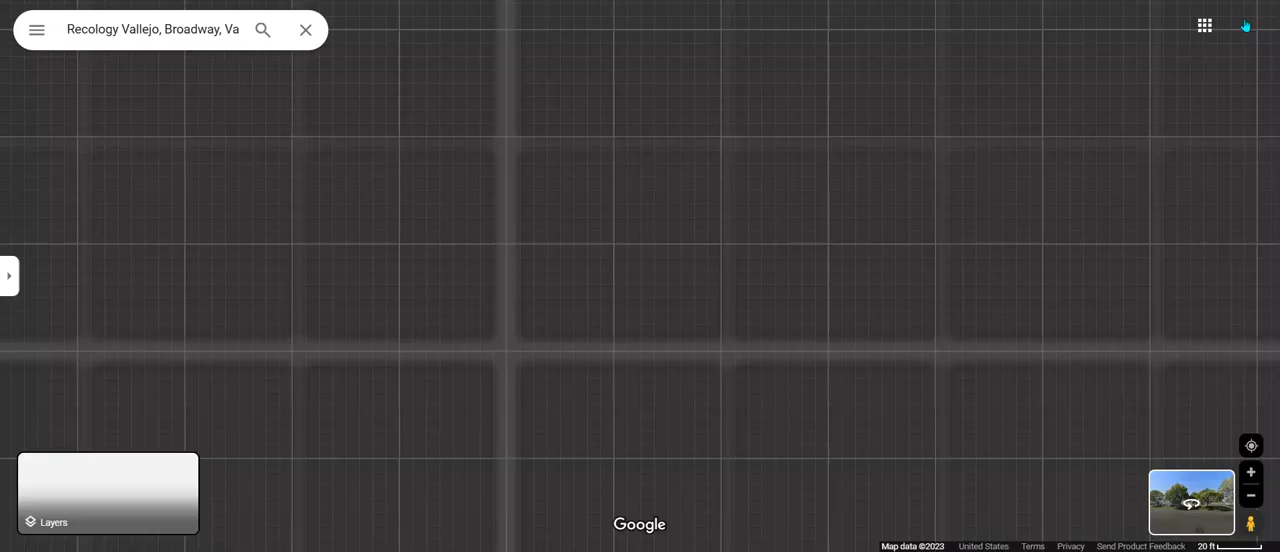 Recology Vallejo, Broadway, Va
Layers
Google
Map data ©2023 United States Terms Privacy Send Product Feedback 20 ft